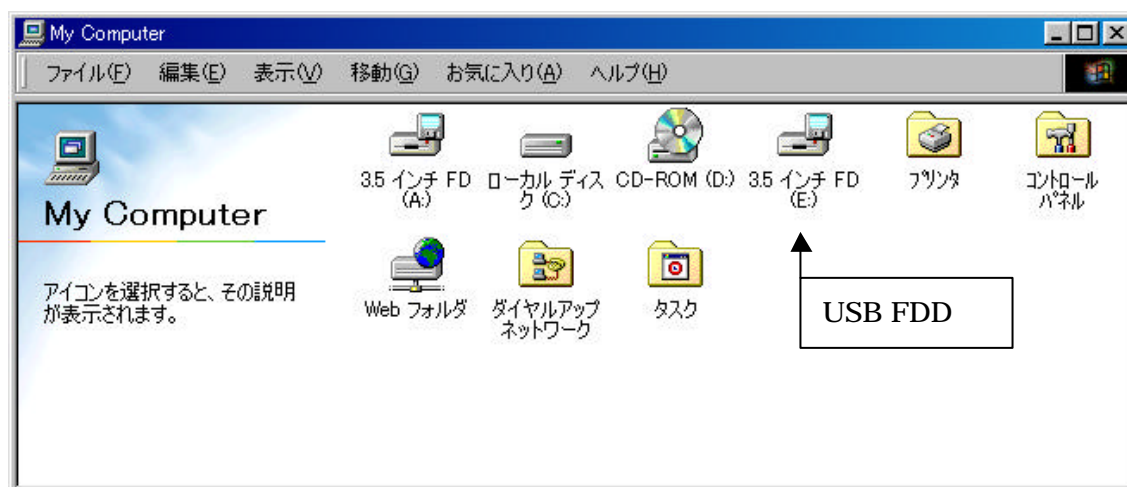 My Computer
ファイル(F) 編集(E) 表示(V) 移動(G) お気に入り(A) ヘルプ(H)
My Computer
アイコンを選択すると、その説明
が表示されます。
3.5 インチ FD
(A:)
ローカル ディス
ク (C:)
CD-ROM (D:)
3.5 インチ FD
(E:)
プリンタ
コントロール
パネル
Web フォルダ
ダイヤルアップ
ネットワーク
タスク
USB FDD